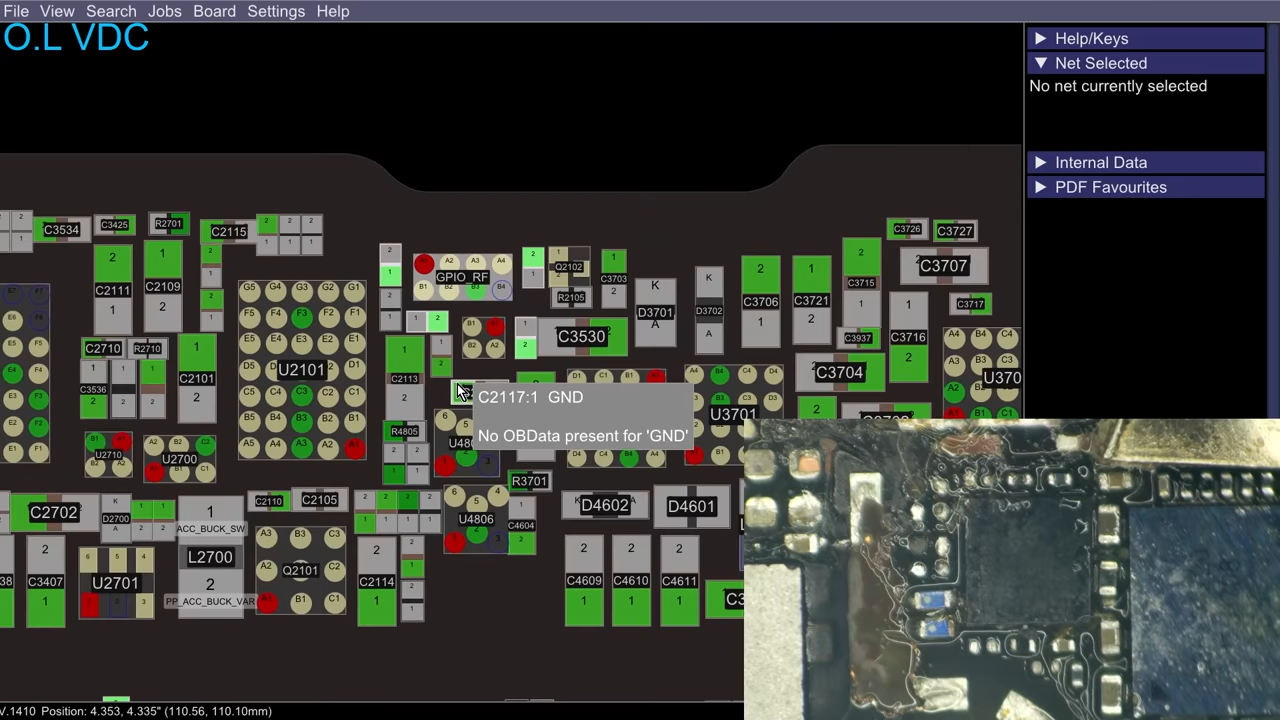 File View Search Jobs Board Settings Help
O.L VDC
Help/Keys
Net Selected
No net currently selected
Internal Data
PDF Favourites
C3534
C3425
R2701
C2115
C3726
C3727
C2111
C2109
GPIO_RF
Q2102
R2105
C3703
D3701
D3702
C3706
C3721
C3715
C3707
C3717
C2710
R2710
C2101
U2101
C2113
C3530
C3937
C3716
C3704
C3536
C2117:1 GND
No OBData present for 'GND'
U3701
U370
U2710
U2700
R4805
U480
C2702
D2700
ACC_BUCK_SW
L2700
PP_ACC_BUCK_VAR
C2110
C2105
R3701
U4806
C4604
D4602
D4601
C3407
U2701
Q2101
C2114
C4609
C4610
C4611
V.1410 Position: 4.353, 4.335" (110.56, 110.10mm)